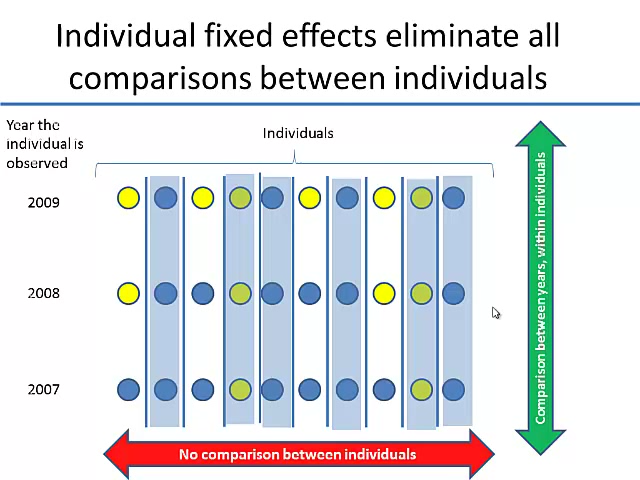 Individual fixed effects eliminate all
comparisons between individuals
Year the
individual is
observed
Individuals
2009
2008
2007
Comparison between years, within individuals
No comparison between individuals